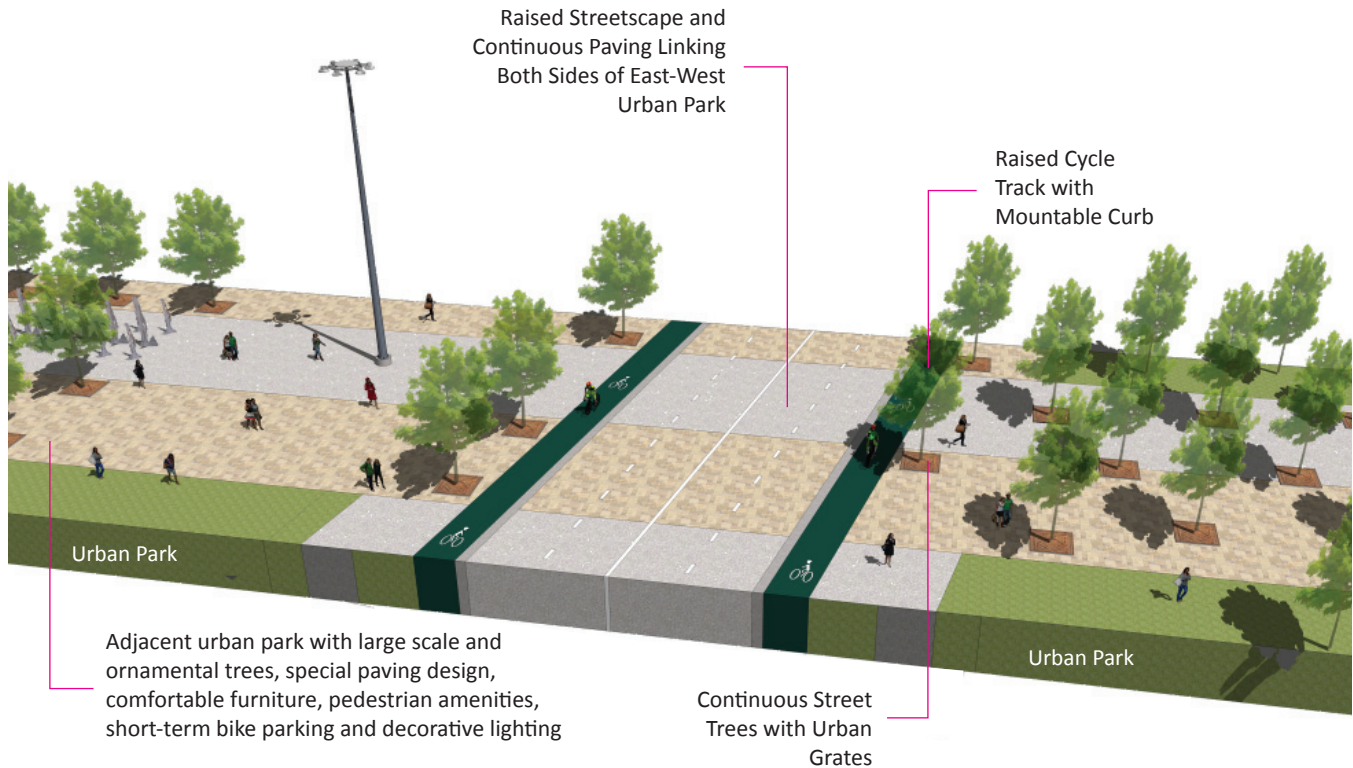 Raised Streetscape and
Continuous Paving Linking
Both Sides of East-West
Urban Park
Raised Cycle
Track with
Mountable Curb
Urban Park
Urban Park
Adjacent urban park with large scale and
ornamental trees, special paving design,
comfortable furniture, pedestrian amenities,
short-term bike parking and decorative lighting
Continuous Street
Trees with Urban
Grates